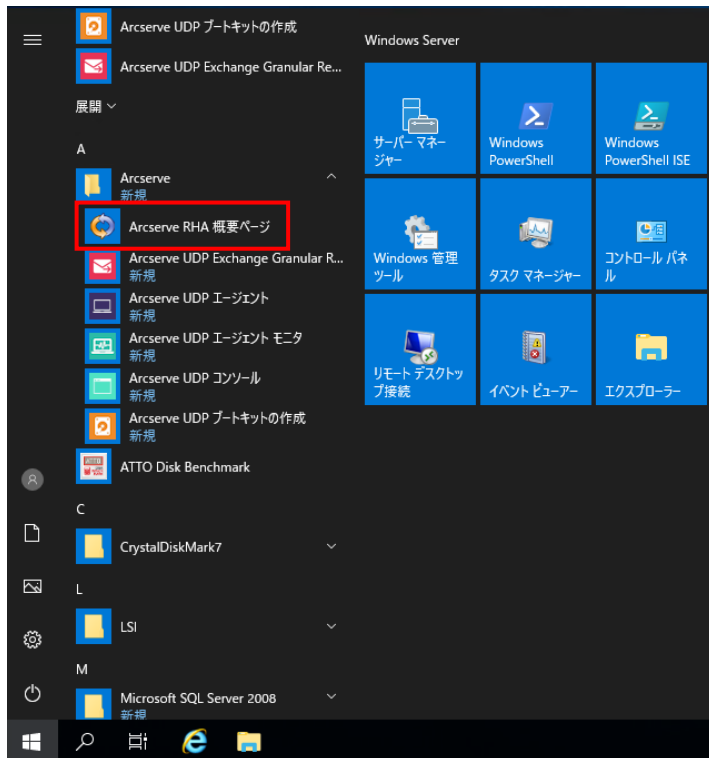 Arcserve UDP ブートキットの作成
Arcserve UDP Exchange Granular Re...
展開
A
Arcserve
新規
Arcserve RHA 概要ページ
Arcserve UDP Exchange Granular R...
新規
Arcserve UDP エージェント
新規
Arcserve UDP エージェント モニタ
新規
Arcserve UDP コンソール
新規
Arcserve UDP ブートキットの作成
新規
ATTO Disk Benchmark
C
CrystalDiskMark7
L
LSI
M
Microsoft SQL Server 2008
新規
Windows Server
サーバー マネー
ジャー
Windows
PowerShell
Windows
PowerShell ISE
Windows 管理
ツール
タスク マネージャー
コントロール パネ
ル
リモート デスクトッ
プ接続
イベント ビューアー
エクスプローラー